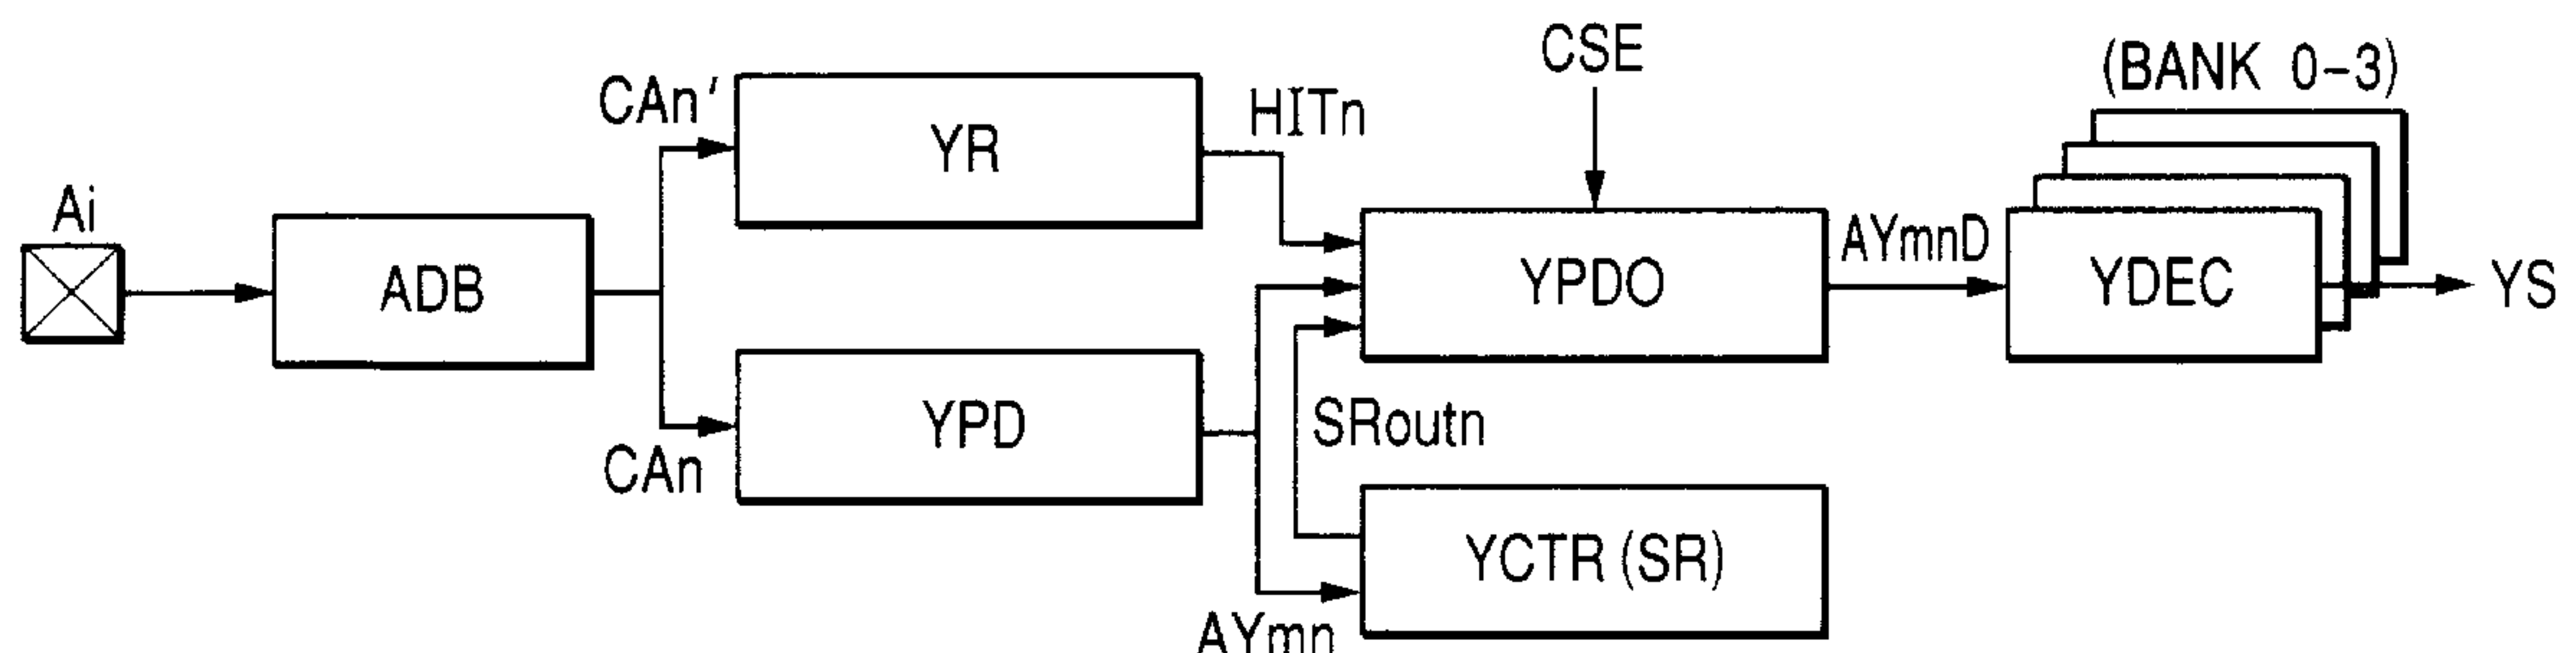 Ai
ADB
CAn'
CAn
YR
YPD
HITn
CSE
YPDO
SRoutn
YCTR (SR)
AYmn
AYmnD
(BANK 0-3)
YDEC
YS